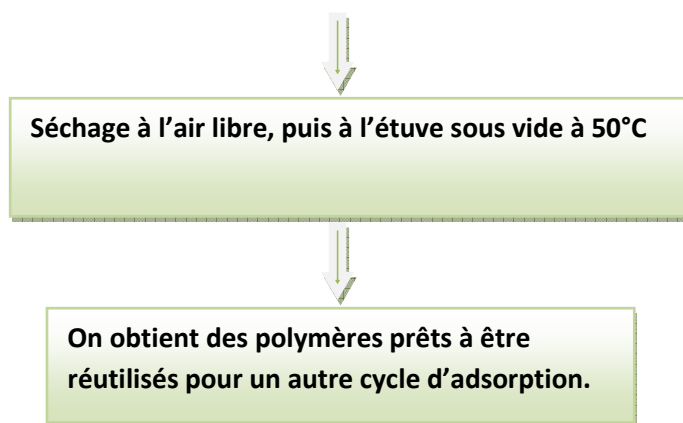 Séchage à l’air libre, puis à l’étuve sous vide à 50°C
On obtient des polymères prêts à être
réutilisés pour un autre cycle d’adsorption.